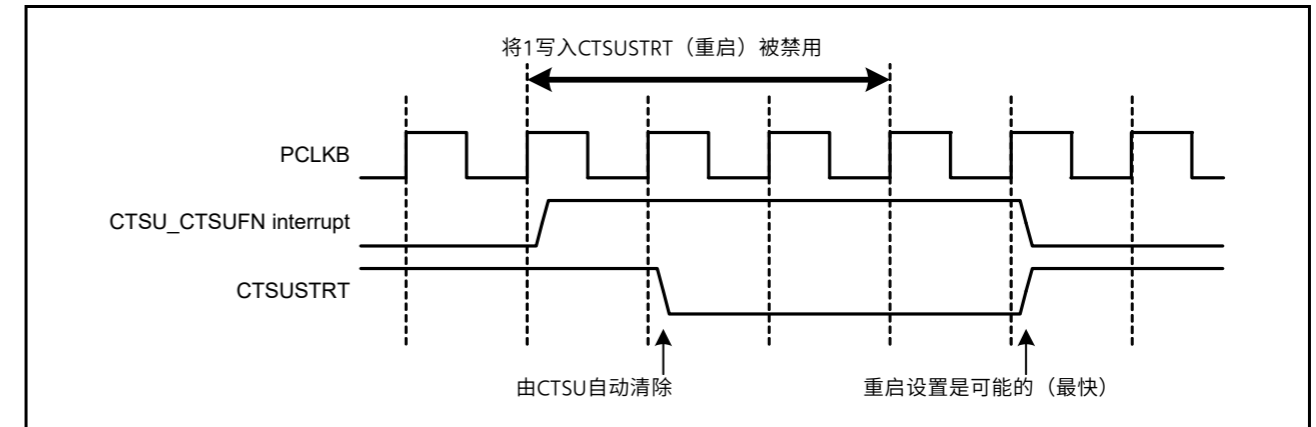 将1写入CTSUSTRT（重启）被禁用
PCLKB
CTSU_CTSUFN interrupt
CTSUSTRT
由CTSU自动清除
重启设置是可能的（最快）